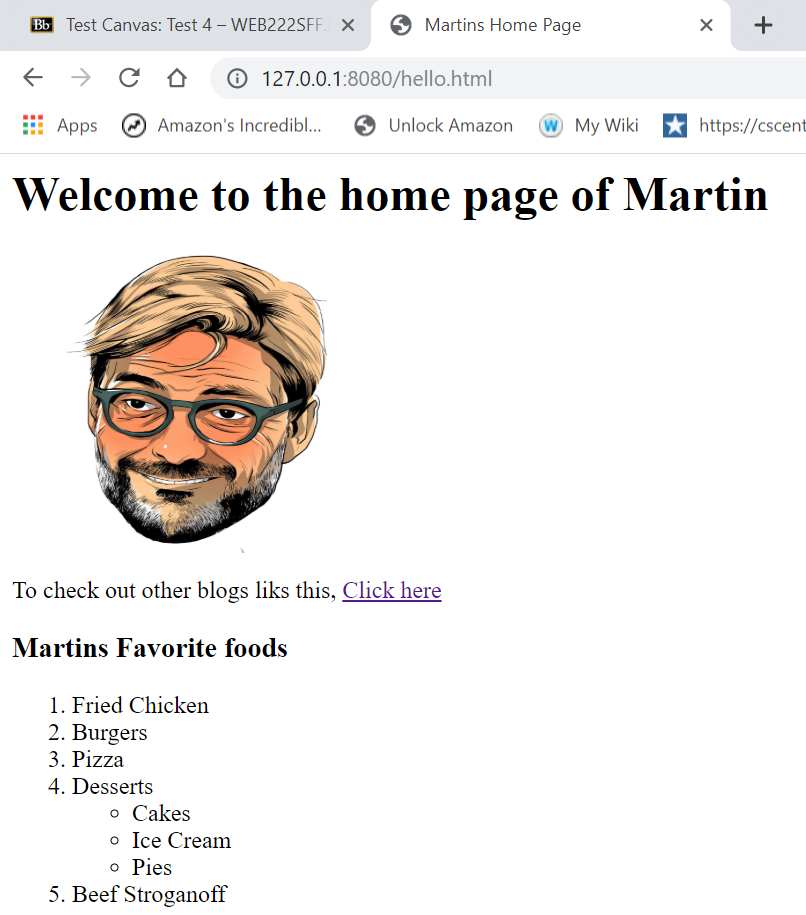 Bb Test Canvas: Test 4 – WEB222SFF.
Martins Home Page
127.0.0.1:8080/hello.html
Apps
Amazon's Incredibl...
Unlock Amazon
W My Wiki
https://cscent
Welcome to the home page of Martin
To check out other blogs liks this, Click here
Martins Favorite foods
1. Fried Chicken
2. Burgers
3. Pizza
4. Desserts
Cakes
Ice Cream
Pies
5. Beef Stroganoff